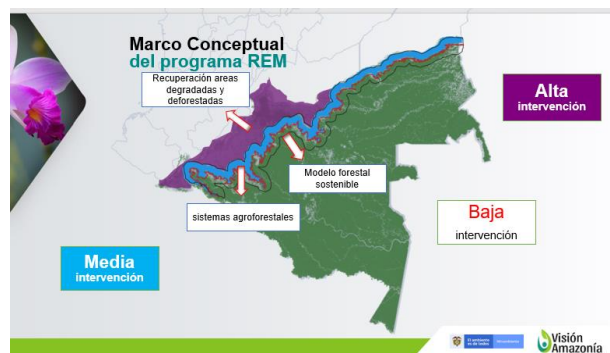 Marco Conceptual
del programa REM
Recuperación areas
degradadas y
deforestadas
Alta
intervención
Modelo forestal
sostenible
sistemas agroforestales
Baja
intervención
Media
intervención
Visión
Amazonía